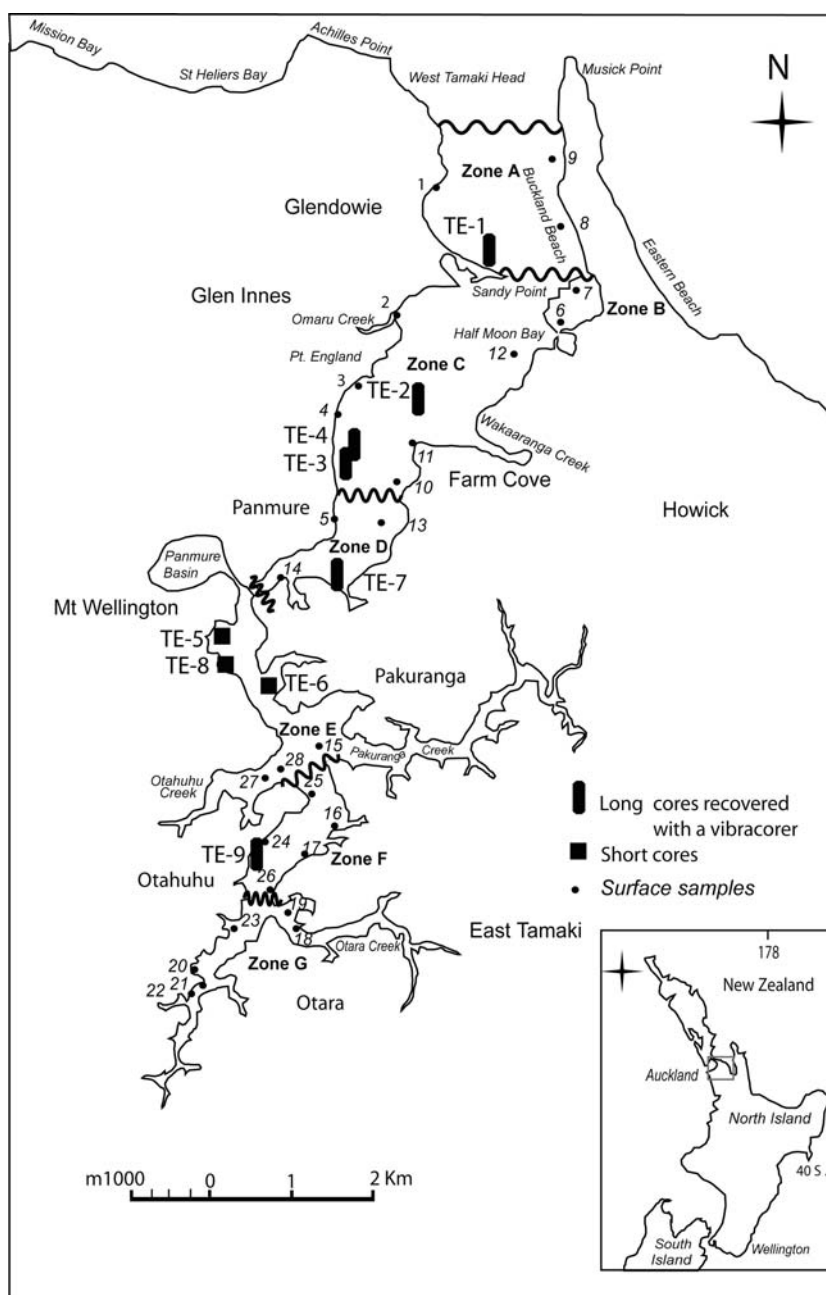 Mission Bay
Achilles Point
St Heliers Bay
West Tamaki Head
Musick Point
N
9
Zone A
1
Buckland Beach
Glendowie
8
TE-1
Eastern Beach
Glen Innes
Sandy Point
7
2
Zone B
Omaru Creek
6
Half Moon Bay
12
Pt. England
Zone C
3
TE-2
4
Wakaaranga Creek
TE-4
11
TE-3
Farm Cove
10
Howick
Panmure
5
13
Zone D
Panmure
Basin
14
TE-7
Mt Wellington
TE-5
TE-8
TE-6
Pakuranga
Zone E
15
Pakurang Creek
28
Otahuhu
Creek
27
25
Long cores recovered
with a vibracorer
16
24
17
Short cores
TE-9
Zone F
Otahuhu
26
Surface samples
19
23
18
East Tamaki
Otara Creek
178
20
Zone G
New Zealand
21
22
Otara
Auckland
North Island
m1000
0
1
2 Km
40 S
South
Island
Wellington